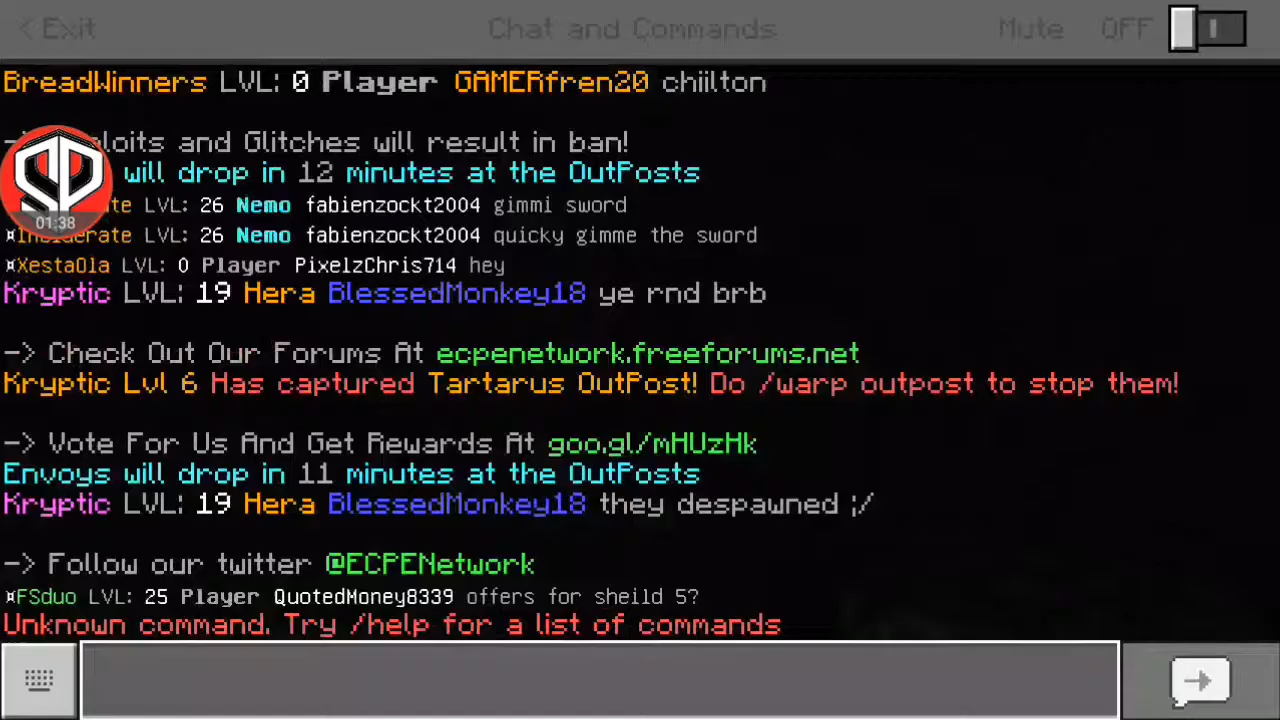 < Exit Chat and Commands Mute OFF
BreadWinners LVL: 0 Player GAMERfren20 chiilton
loits and Glitches will result in ban!
will drop in 12 minutes at the OutPosts
te LVL: 26 Nemo fabienzockt2004 gimmi sword
LVL: 26 Nemo fabienzockt2004 quicky gimme the sword
¤XestaOla LVL: 0 Player PixelzChris714 hey
Kryptic LVL: 19 Hera BlessedMonkey18 ye rnd brb
-> Check Out Our Forums At ecpenetwork.freeforums.net
Kryptic Lvl 6 Has captured Tartarus OutPost! Do /warp outpost to stop them!
-> Vote For Us And Get Rewards At goo.gl/mHUzHk
Envoys will drop in 11 minutes at the OutPosts
Kryptic LVL: 19 Hera BlessedMonkey18 they despawned ;/
-> Follow our twitter @ECPENetwork
¤FSduo LVL: 25 Player QuotedMoney8339 offers for sheild 5?
Unknown command. Try /help for a list of commands
01:38